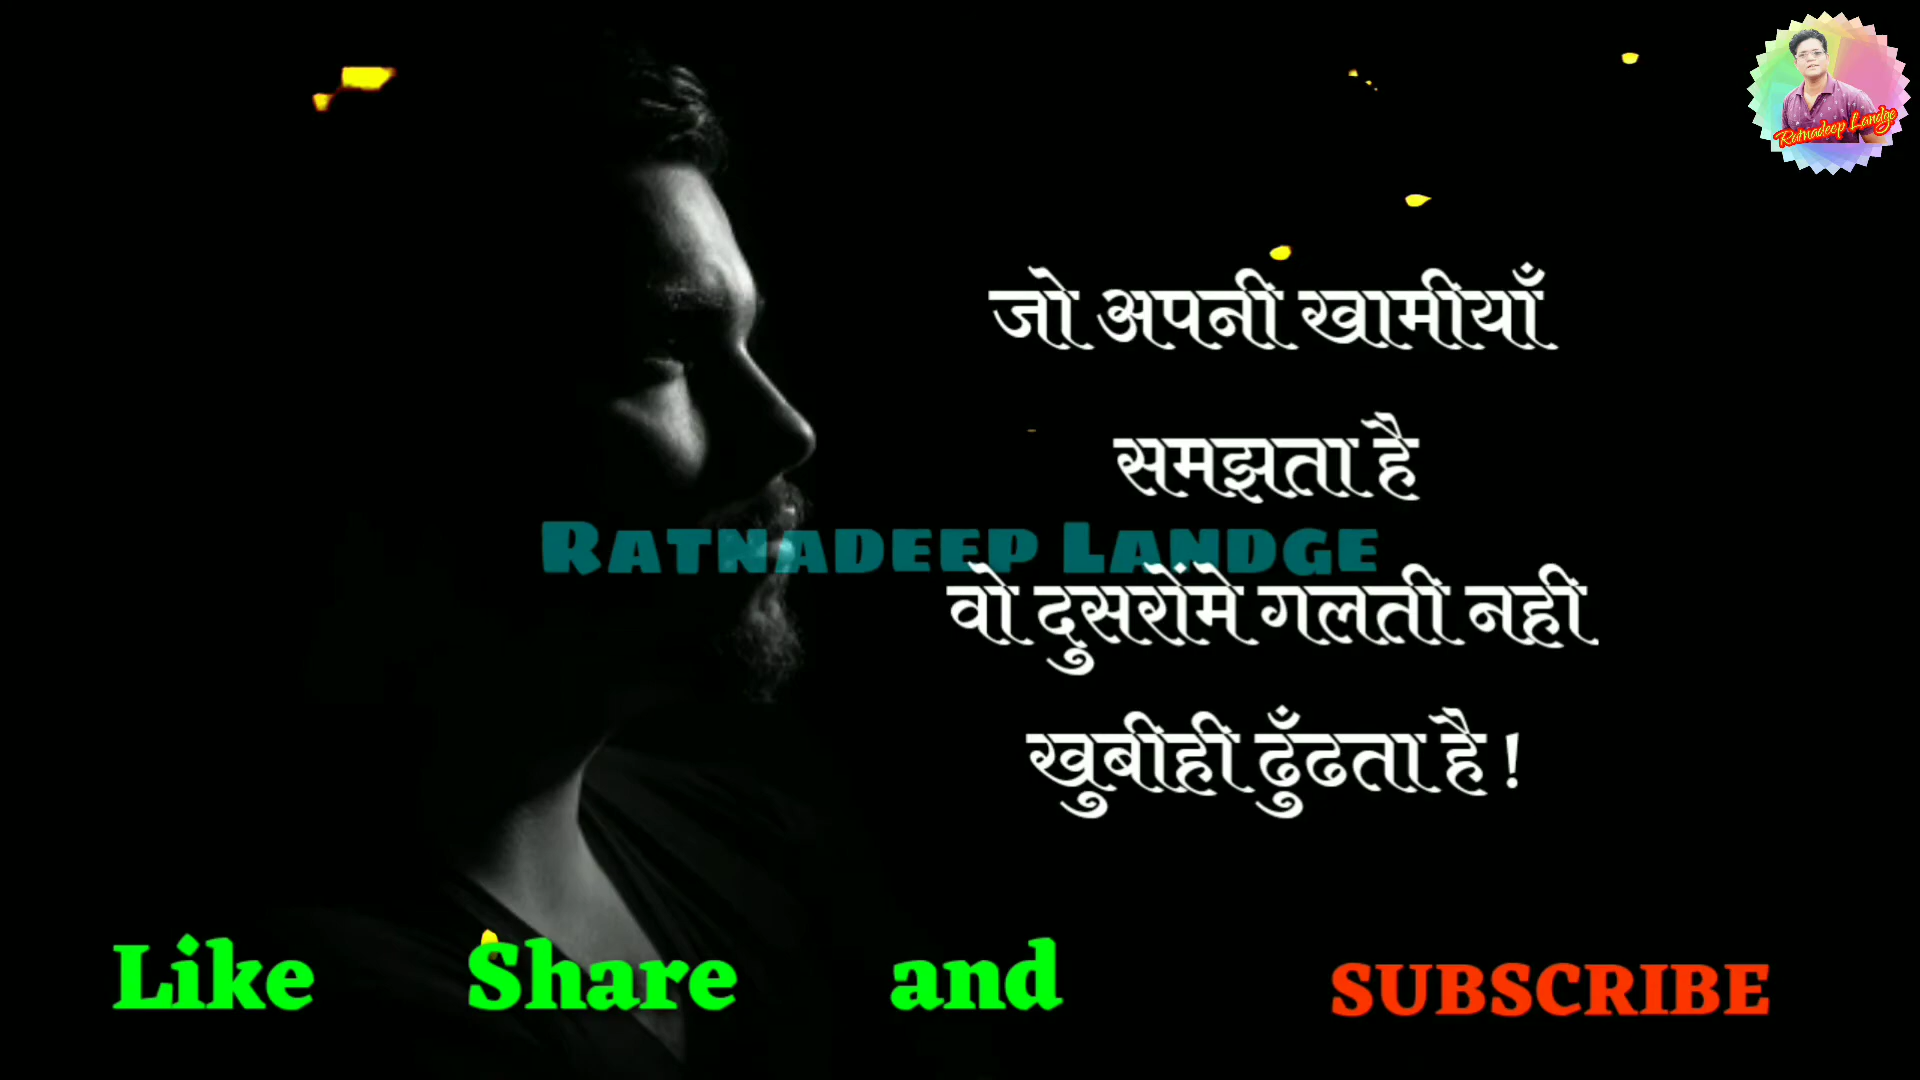 Ratnadeep Landge
जो अपनी खामीयाँ
समझता है
Ratnadeep Landge
वो दुसरोंमे गलती नही
खुबीही ढुँढता है !
Like Share and SUBSCRIBE